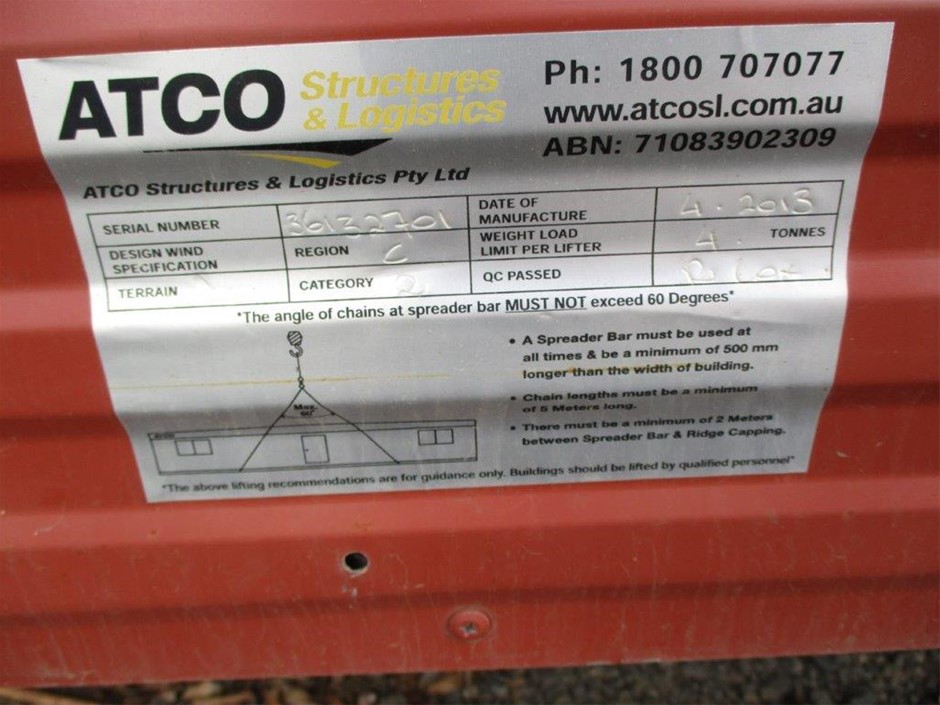 ATCO Structures & Logistics
Ph: 1800 707077
www.atcosl.com.au
ABN: 71083902309
ATCO Structures & Logistics Pty Ltd
SERIAL NUMBER 36132701 DATE OF MANUFACTURE 4.2013
DESIGN WIND SPECIFICATION REGION C WEIGHT LOAD LIMIT PER LIFTER 4. TONNES
TERRAIN CATEGORY 2 QC PASSED
"The angle of chains at spreader bar MUST NOT exceed 60 Degrees"
• A Spreader Bar must be used at
all times & be a minimum of 500 mm
longer than the width of building.
• Chain lengths must be a minimum
of 5 Meters long.
• There must be a minimum of 2 Meters
between Spreader Bar & Ridge Capping.
Max.
60°
ATCO
"The above lifting recommendations are for guidance only. Buildings should be lifted by qualified personnel"